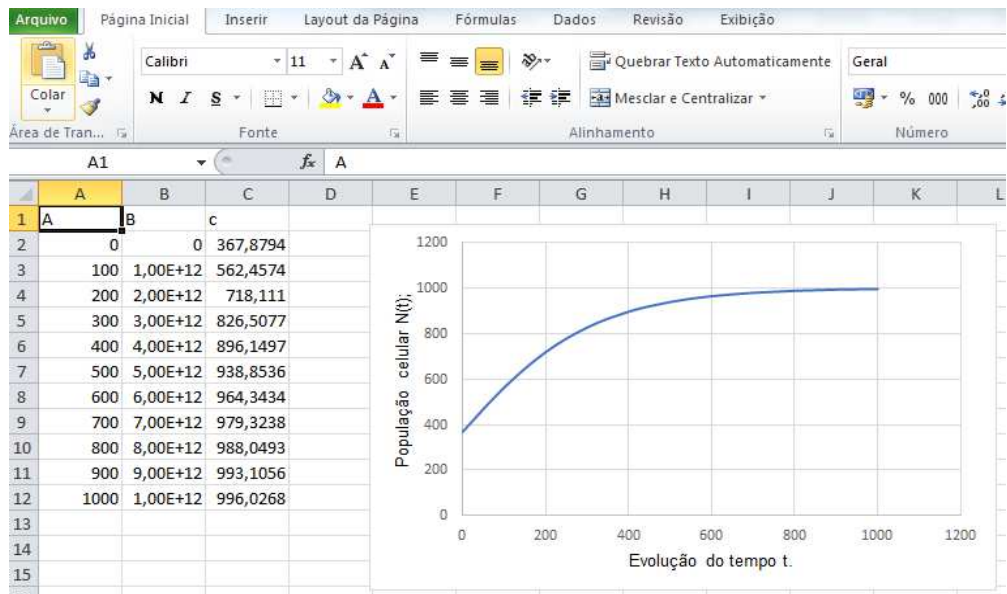 Arquivo Página Inicial Inserir Layout da Página Fórmulas Dados Revisão Exibição
Colar
Calibri 11 A A
N I S A
Quebrar Texto Automaticamente
Mesclar e Centralizar
Geral
% 000
Área de Tran... Fonte Alinhamento Número
A1 fx A
A B C D E F G H I J K L
1 A B c
2 0 0 367,8794
3 100 1,00E+12 562,4574
4 200 2,00E+12 718,111
5 300 3,00E+12 826,5077
6 400 4,00E+12 896,1497
7 500 5,00E+12 938,8536
8 600 6,00E+12 964,3434
9 700 7,00E+12 979,3238
10 800 8,00E+12 988,0493
11 900 9,00E+12 993,1056
12 1000 1,00E+12 996,0268
13
14
15
População celular N(t);
1200
1000
800
600
400
200
0
0 200 400 600 800 1000 1200
Evolução do tempo t.